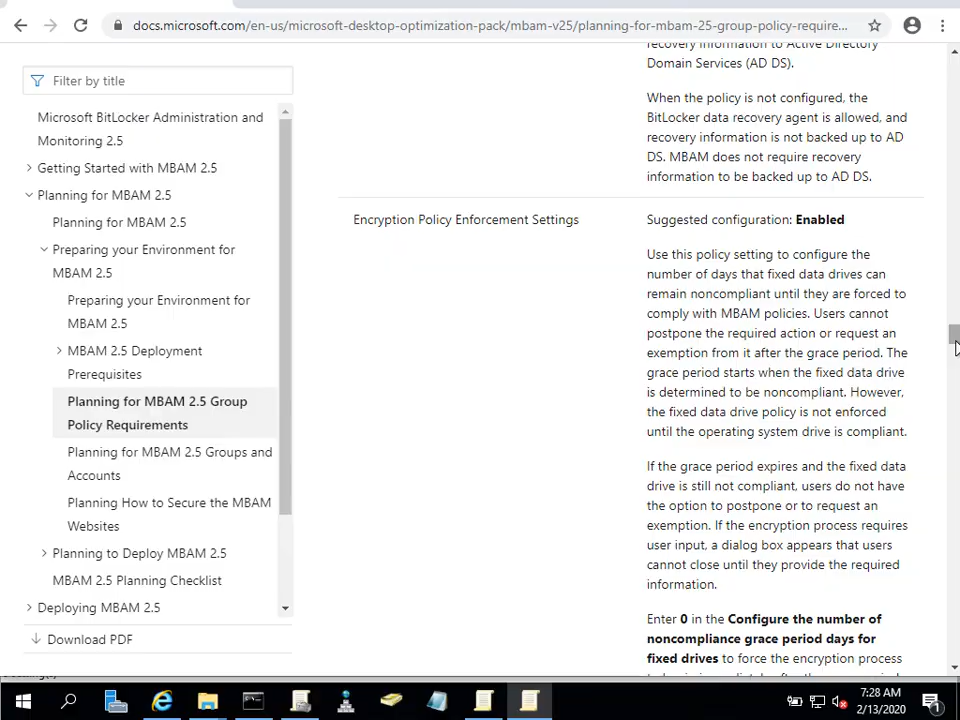 docs.microsoft.com/en-us/microsoft-desktop-optimization-pack/mbam-v25/planning-for-mbam-25-group-policy-require...
Filter by title
Microsoft BitLocker Administration and
Monitoring 2.5
Getting Started with MBAM 2.5
Planning for MBAM 2.5
Planning for MBAM 2.5
Preparing your Environment for
MBAM 2.5
Preparing your Environment for
MBAM 2.5
MBAM 2.5 Deployment
Prerequisites
Planning for MBAM 2.5 Group
Policy Requirements
Planning for MBAM 2.5 Groups and
Accounts
Planning How to Secure the MBAM
Websites
Planning to Deploy MBAM 2.5
MBAM 2.5 Planning Checklist
Deploying MBAM 2.5
Download PDF
recovery information to Active Directory
Domain Services (AD DS).
When the policy is not configured, the
BitLocker data recovery agent is allowed, and
recovery information is not backed up to AD
DS. MBAM does not require recovery
information to be backed up to AD DS.
Encryption Policy Enforcement Settings
Suggested configuration: Enabled
Use this policy setting to configure the
number of days that fixed data drives can
remain noncompliant until they are forced to
comply with MBAM policies. Users cannot
postpone the required action or request an
exemption from it after the grace period. The
grace period starts when the fixed data drive
is determined to be noncompliant. However,
the fixed data drive policy is not enforced
until the operating system drive is compliant.
If the grace period expires and the fixed data
drive is still not compliant, users do not have
the option to postpone or to request an
exemption. If the encryption process requires
user input, a dialog box appears that users
cannot close until they provide the required
information.
Enter 0 in the Configure the number of
noncompliance grace period days for
fixed drives to force the encryption process
7:28 AM
2/13/2020
1